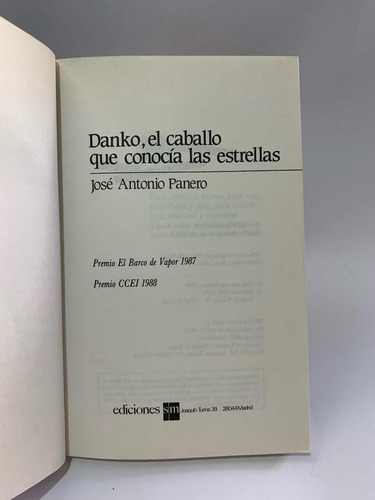 Danko, el caballo
que conocía las estrellas
José Antonio Panero
Premio El Barco de Vapor 1987
Premio CCEI 1988
ediciones sm Joaquín Turina 39 28044 Madrid